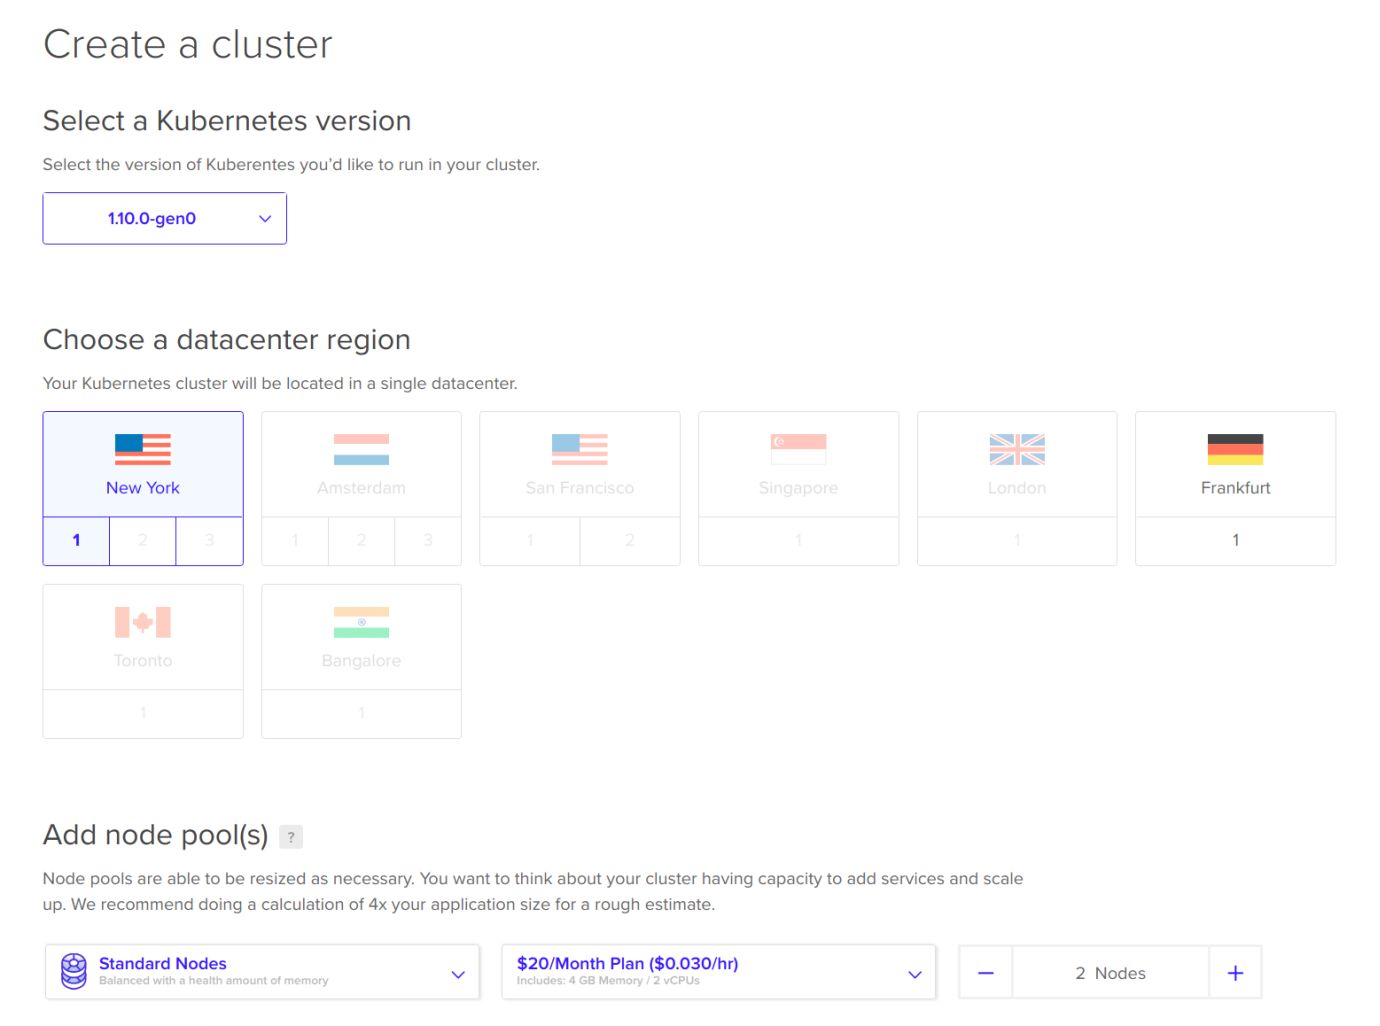 Create a cluster
Select a Kubernetes version
Select the version of Kuberentes you'd like to run in your cluster.
1.10.0-gen0
Choose a datacenter region
Your Kubernetes cluster will be located in a single datacenter.
New York
Amsterdam
San Francisco
Singapore
London
Frankfurt
1 2 3
1 2 3
1 2
1
1
1
Toronto
Bangalore
1
1
Add node pool(s) ?
Node pools are able to be resized as necessary. You want to think about your cluster having capacity to add services and scale
up. We recommend doing a calculation of 4x your application size for a rough estimate.
Standard Nodes
Balanced with a health amount of memory
$20/Month Plan ($0.030/hr)
Includes: 4 GB Memory / 2 vCPUs
− 2 Nodes +